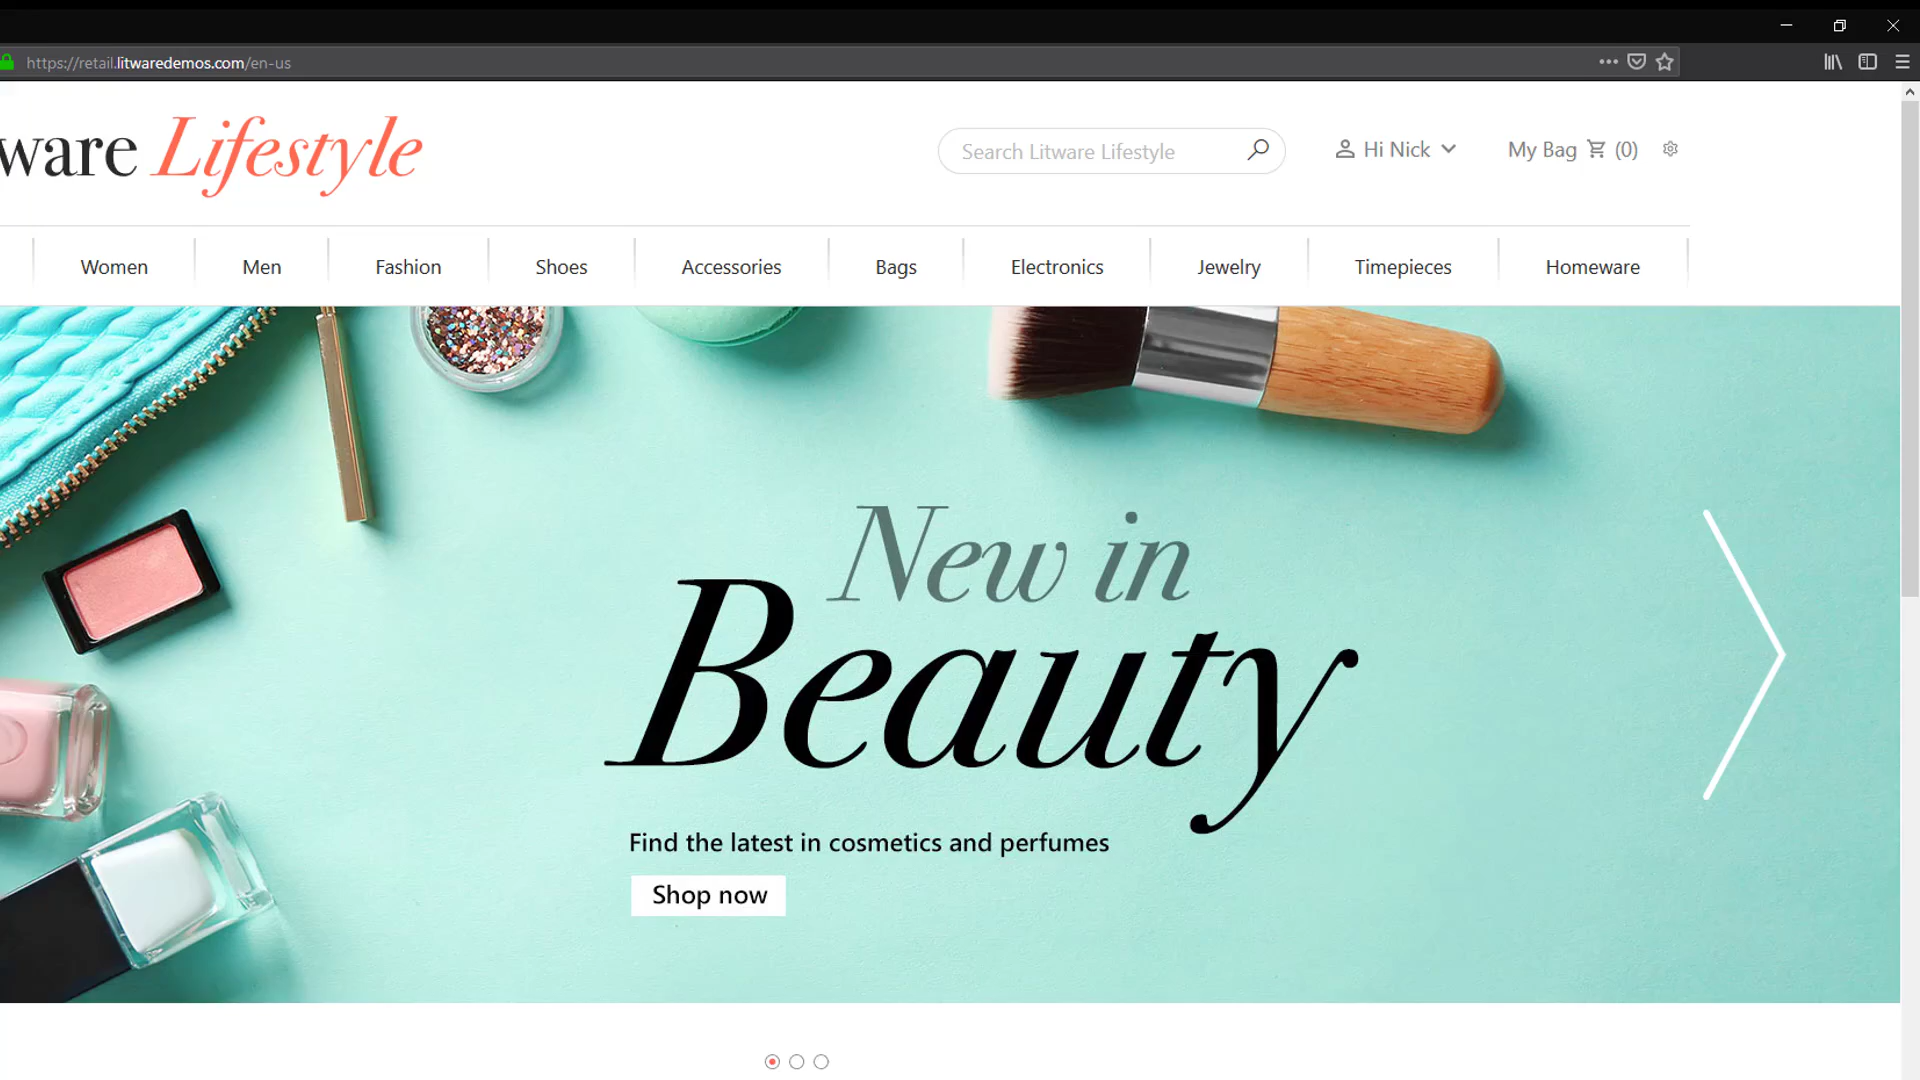 https://retail.litwaredemos.com/en-us
ware Lifestyle
Search Litware Lifestyle
Hi Nick
My Bag (0)
Women Men Fashion Shoes Accessories Bags Electronics Jewelry Timepieces Homeware
New in
Beauty
Find the latest in cosmetics and perfumes
Shop now